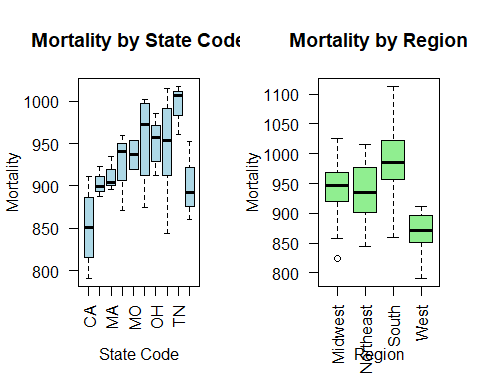 Mortality by State Code
Mortality
1000
950
900
850
800
CA
MA
MO
OH
TN
State Code
Mortality by Region
Mortality
1100
1050
1000
950
900
850
800
Midwest
Northeast
South
West
Region